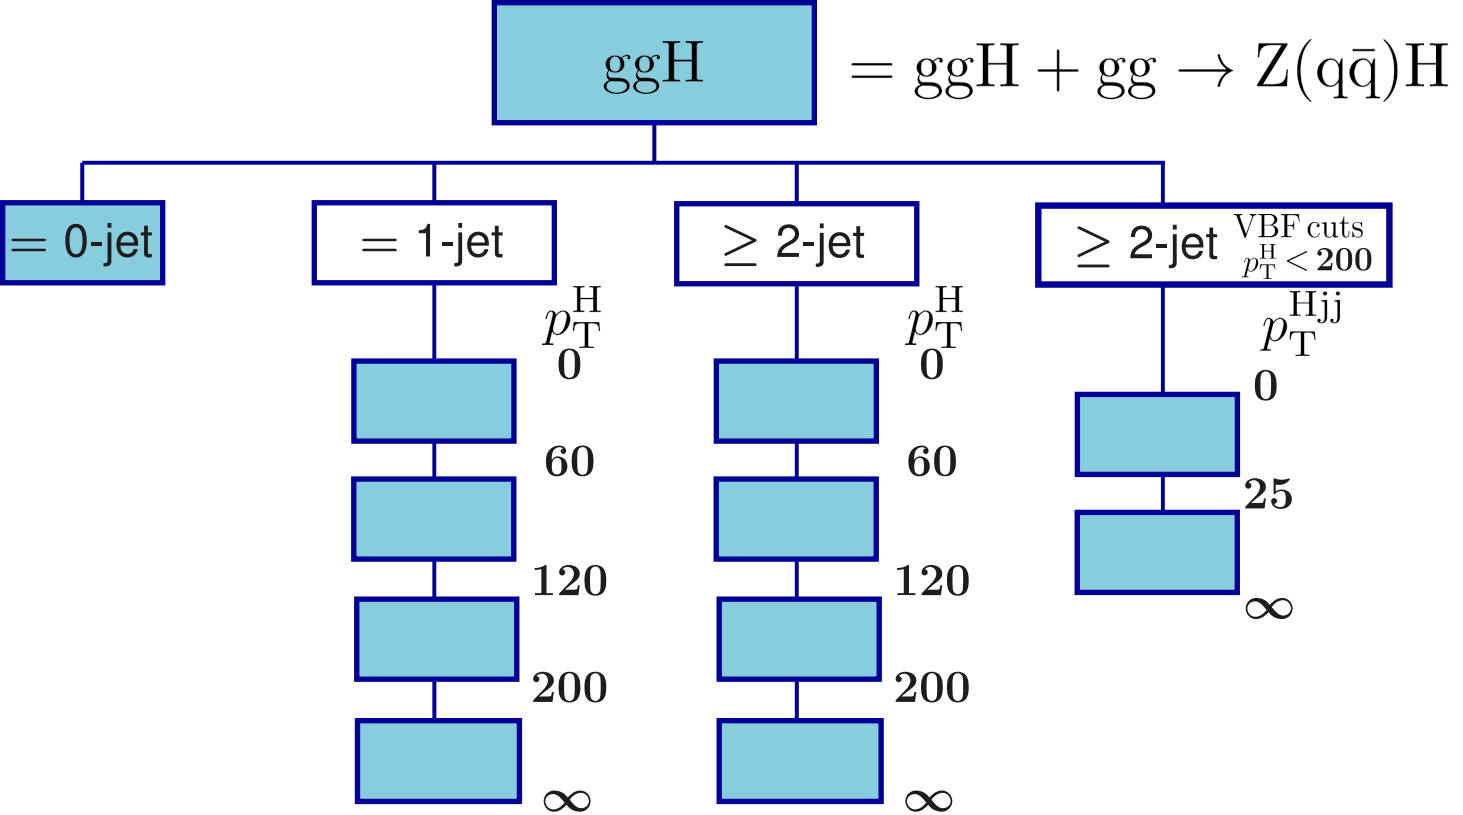 ggH = ggH + gg → Z(qq̄)H
= 0-jet
= 1-jet
≥ 2-jet
≥ 2-jet VBF cuts
p_T^H < 200
p_T^H
0
60
120
200
∞
p_T^H
0
60
120
200
∞
p_T^Hjj
0
25
∞